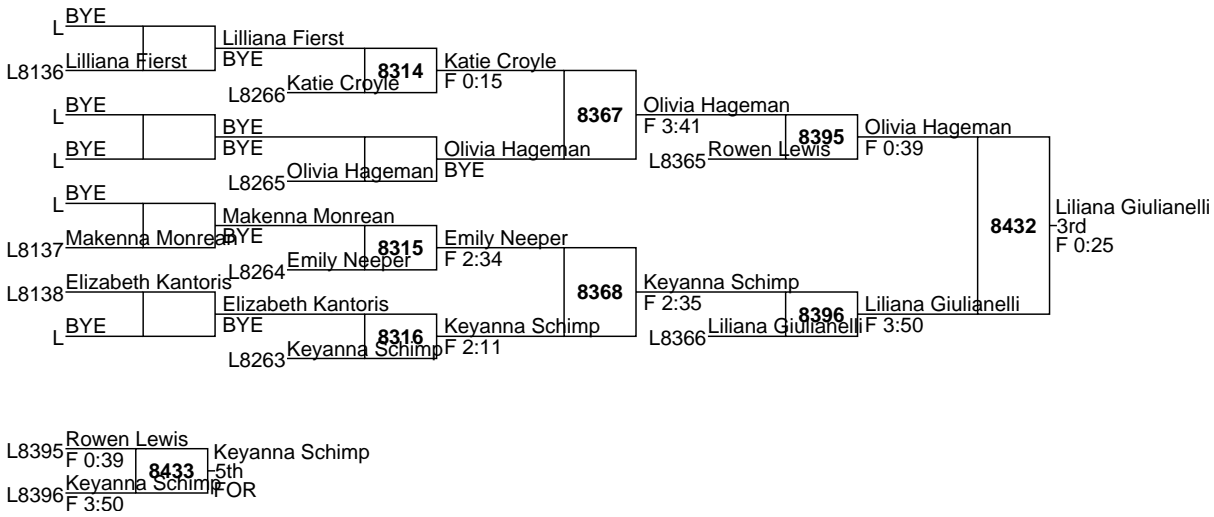 BYE
L
Lilliana Fierst
L8136
Lilliana Fierst
BYE
8314
Katie Croyle
L8266
Katie Croyle
F 0:15
BYE
L
BYE
L
BYE
BYE
Olivia Hageman
L8265
Olivia Hageman
BYE
8367
Olivia Hageman
F 3:41
8395
Rowen Lewis
L8365
Olivia Hageman
F 0:39
BYE
L
Makenna Monrean
L8137
Makenna Monrean
BYE
8315
Emily Neeper
L8264
Emily Neeper
F 2:34
Elizabeth Kantoris
L8138
BYE
L
Elizabeth Kantoris
BYE
8316
Keyanna Schimp
L8263
Keyanna Schimp
F 2:11
8368
Keyanna Schimp
F 2:35
8396
Liliana Giulianelli
L8366
Liliana Giulianelli
F 3:50
8432
Liliana Giulianelli
3rd
F 0:25
Rowen Lewis
L8395
F 0:39
8433
Keyanna Schimp
L8396
F 3:50
Keyanna Schimp
5th
FOR